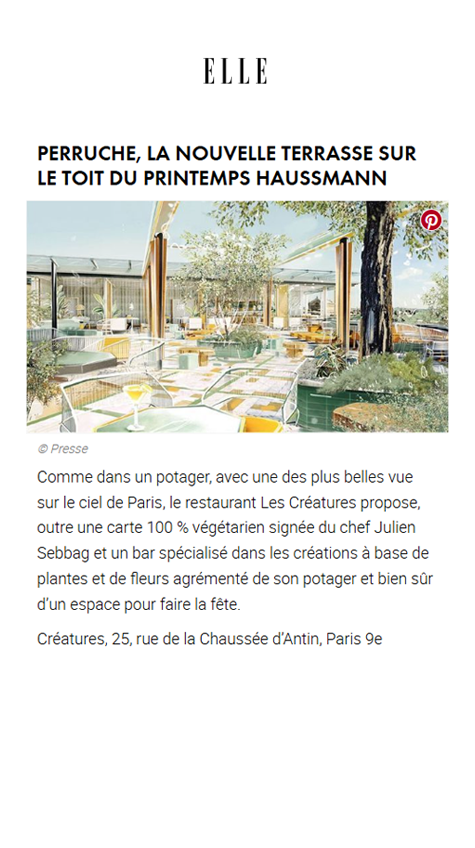 ELLE
PERRUCHE, LA NOUVELLE TERRASSE SUR
LE TOIT DU PRINTEMPS HAUSSMANN
© Presse
Comme dans un potager, avec une des plus belles vue
sur le ciel de Paris, le restaurant Les Créatures propose,
outre une carte 100 % végétarien signée du chef Julien
Sebbag et un bar spécialisé dans les créations à base de
plantes et de fleurs agrémenté de son potager et bien sûr
d'un espace pour faire la fête.
Créatures, 25, rue de la Chaussée d'Antin, Paris 9e